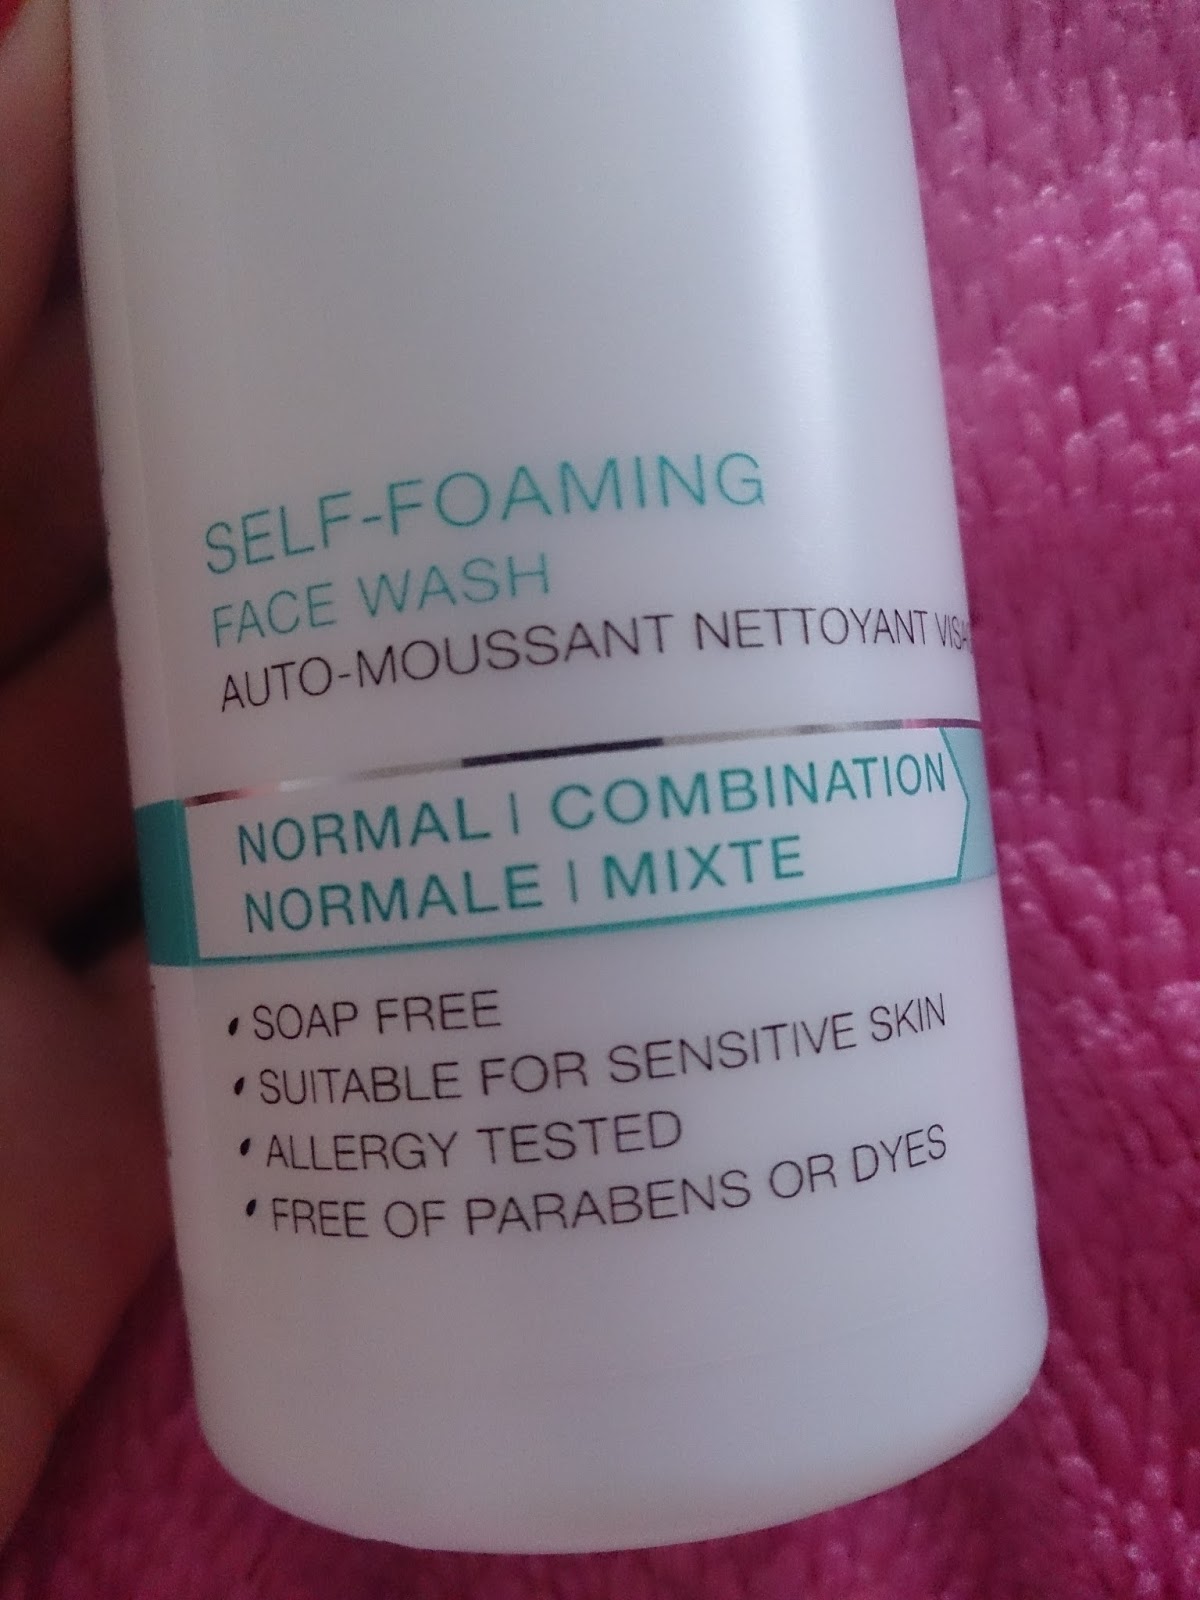 SELF-FOAMING
FACE WASH
AUTO-MOUSSANT NETTOYANT
NORMAL | COMBINATION
NORMALE | MIXTE
• SOAP FREE
• SUITABLE FOR SENSITIVE SKIN
• ALLERGY TESTED
• FREE OF PARABENS OR DYES